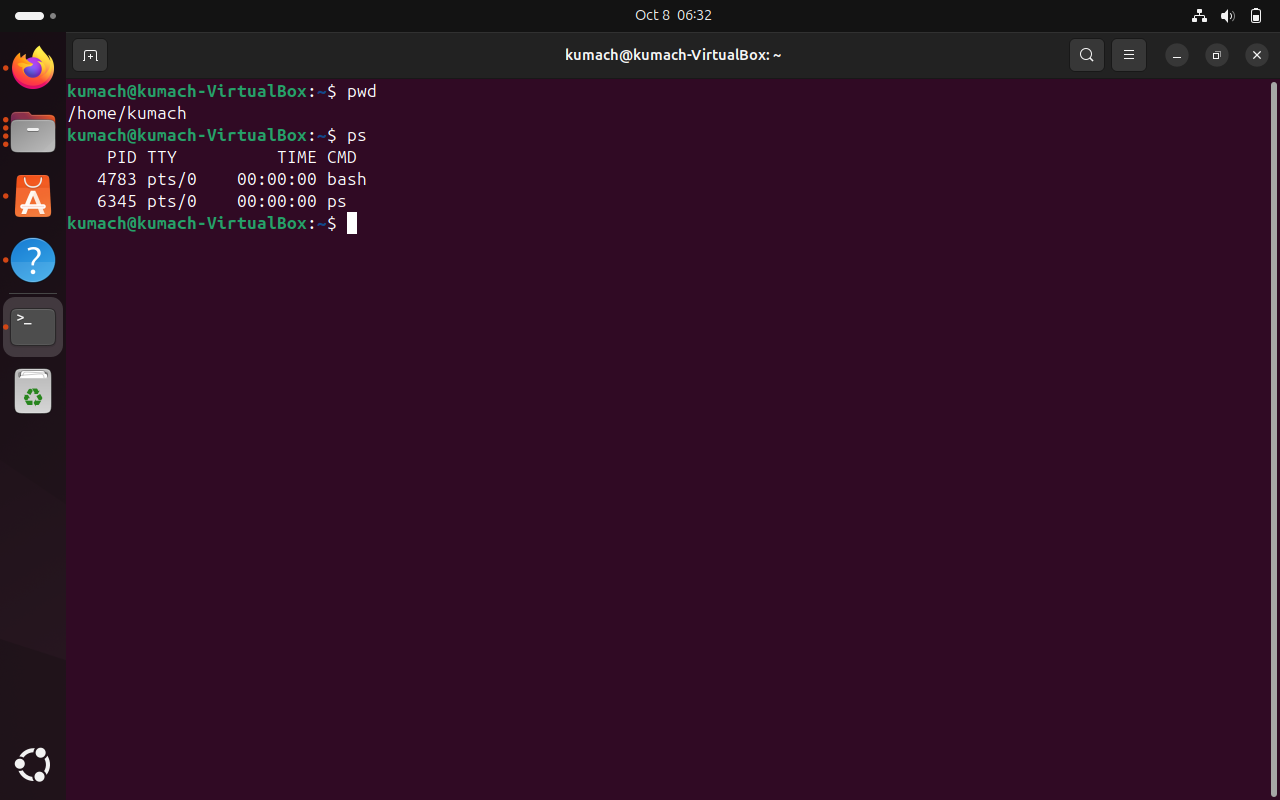 Oct 8 06:32
kumach@kumach-VirtualBox: ~
kumach@kumach-VirtualBox:~$ pwd
/home/kumach
kumach@kumach-VirtualBox:~$ ps
    PID TTY          TIME CMD
   4783 pts/0    00:00:00 bash
   6345 pts/0    00:00:00 ps
kumach@kumach-VirtualBox:~$